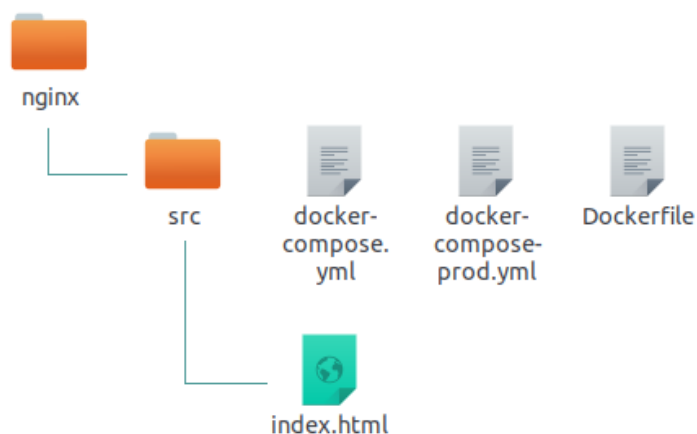 nginx
src
docker-
compose.
yml
docker-
compose-
prod.yml
Dockerfile
index.html